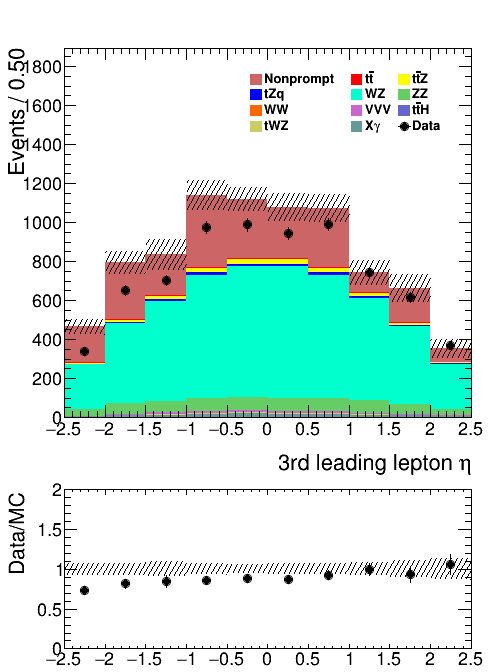 Events / 0.50
1800
1600
1400
1200
1000
800
600
400
200
0
Nonprompt tt̄ tt̄Z
tZq WZ ZZ
WW VVV tt̄H
tWZ Xγ Data
−2.5 −2 −1.5 −1 −0.5 0 0.5 1 1.5 2 2.5
3rd leading lepton η
Data/MC
2
1.5
1
0.5
0
−2.5 −2 −1.5 −1 −0.5 0 0.5 1 1.5 2 2.5